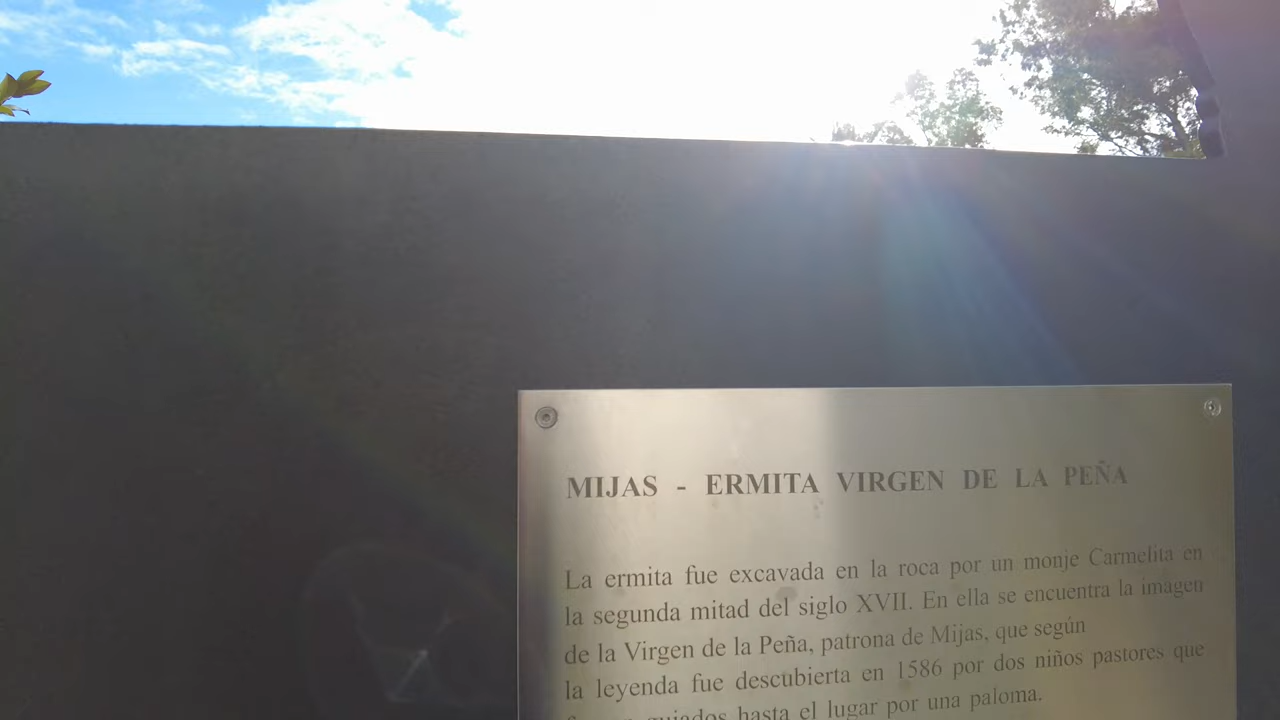 MIJAS - ERMITA VIRGEN DE LA PEÑA
La ermita fue excavada en la roca por un monje Carmelita en
la segunda mitad del siglo XVII. En ella se encuentra la imagen
de la Virgen de la Peña, patrona de Mijas, que según
la leyenda fue descubierta en 1586 por dos niños pastores que
guiados hasta el lugar por una paloma.